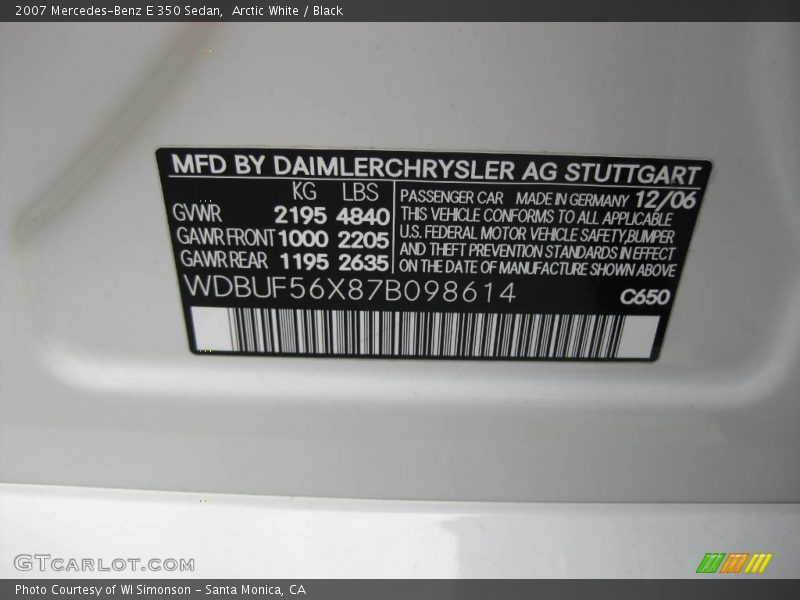 2007 Mercedes-Benz E 350 Sedan,  Arctic White / Black
MFD BY DAIMLERCHRYSLER AG STUTTGART
KG LBS
GVWR 2195 4840
GAWR FRONT 1000 2205
GAWR REAR 1195 2635
PASSENGER CAR MADE IN GERMANY 12/06
THIS VEHICLE CONFORMS TO ALL APPLICABLE
U.S. FEDERAL MOTOR VEHICLE SAFETY,BUMPER
AND THEFT PREVENTION STANDARDS IN EFFECT
ON THE DATE OF MANUFACTURE SHOWN ABOVE
WDBUF56X87B098614 C650
GTCARLOT.COM
Photo Courtesy of WI Simonson - Santa Monica, CA